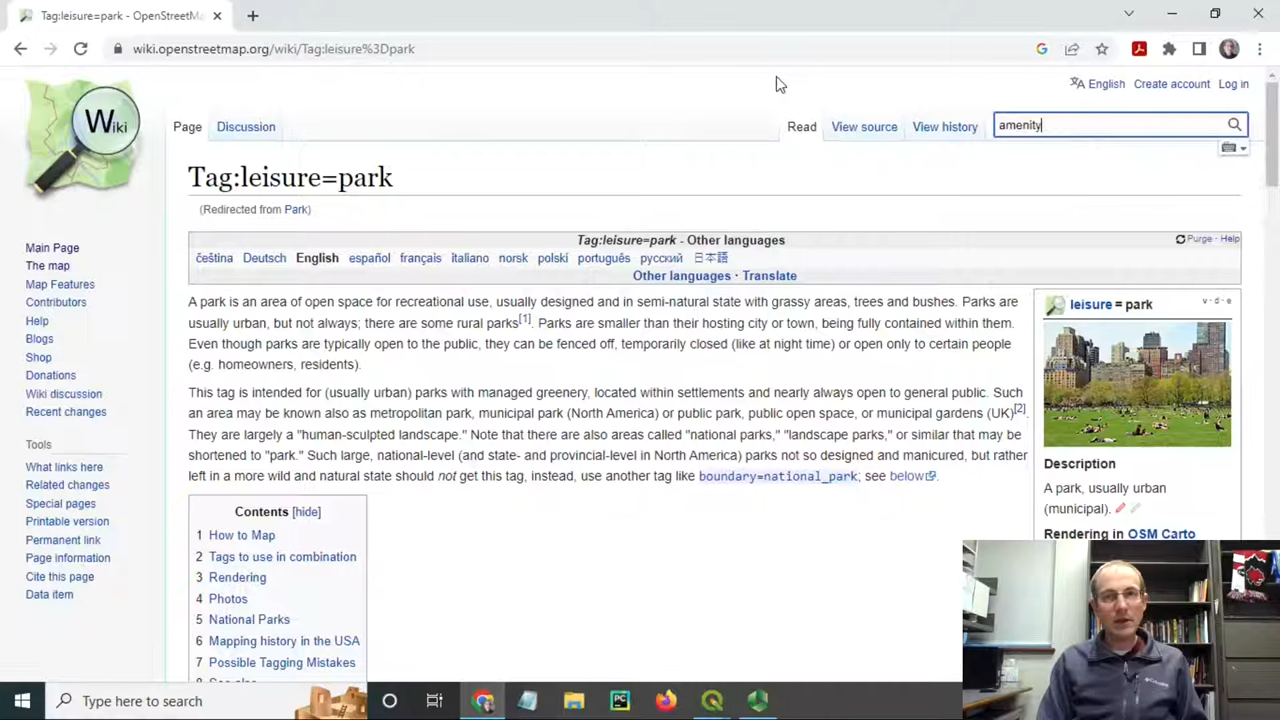 Tag:leisure=park - OpenStreetMa
wiki.openstreetmap.org/wiki/Tag:leisure%3Dpark
English Create account Log in
Wiki
Page Discussion Read View source View history amenity
Tag:leisure=park
(Redirected from Park)
Tag:leisure=park - Other languages Purge · Help
čeština Deutsch English español français italiano norsk polski português русский 日本語
Other languages · Translate
Main Page
The map
Map Features
Contributors
Help
Blogs
Shop
Donations
Wiki discussion
Recent changes
Tools
What links here
Related changes
Special pages
Printable version
Permanent link
Page information
Cite this page
Data item
A park is an area of open space for recreational use, usually designed and in semi-natural state with grassy areas, trees and bushes. Parks are
usually urban, but not always; there are some rural parks[1]. Parks are smaller than their hosting city or town, being fully contained within them.
Even though parks are typically open to the public, they can be fenced off, temporarily closed (like at night time) or open only to certain people
(e.g. homeowners, residents).
This tag is intended for (usually urban) parks with managed greenery, located within settlements and nearly always open to general public. Such
an area may be known also as metropolitan park, municipal park (North America) or public park, public open space, or municipal gardens (UK)[2].
They are largely a "human-sculpted landscape." Note that there are also areas called "national parks," "landscape parks," or similar that may be
shortened to "park." Such large, national-level (and state- and provincial-level in North America) parks not so designed and manicured, but rather
left in a more wild and natural state should not get this tag, instead, use another tag like boundary=national_park; see below.
Contents [hide]
1 How to Map
2 Tags to use in combination
3 Rendering
4 Photos
5 National Parks
6 Mapping history in the USA
7 Possible Tagging Mistakes
leisure = park v · d · e
Description
A park, usually urban
(municipal).
Rendering in OSM Carto
Type here to search
PC